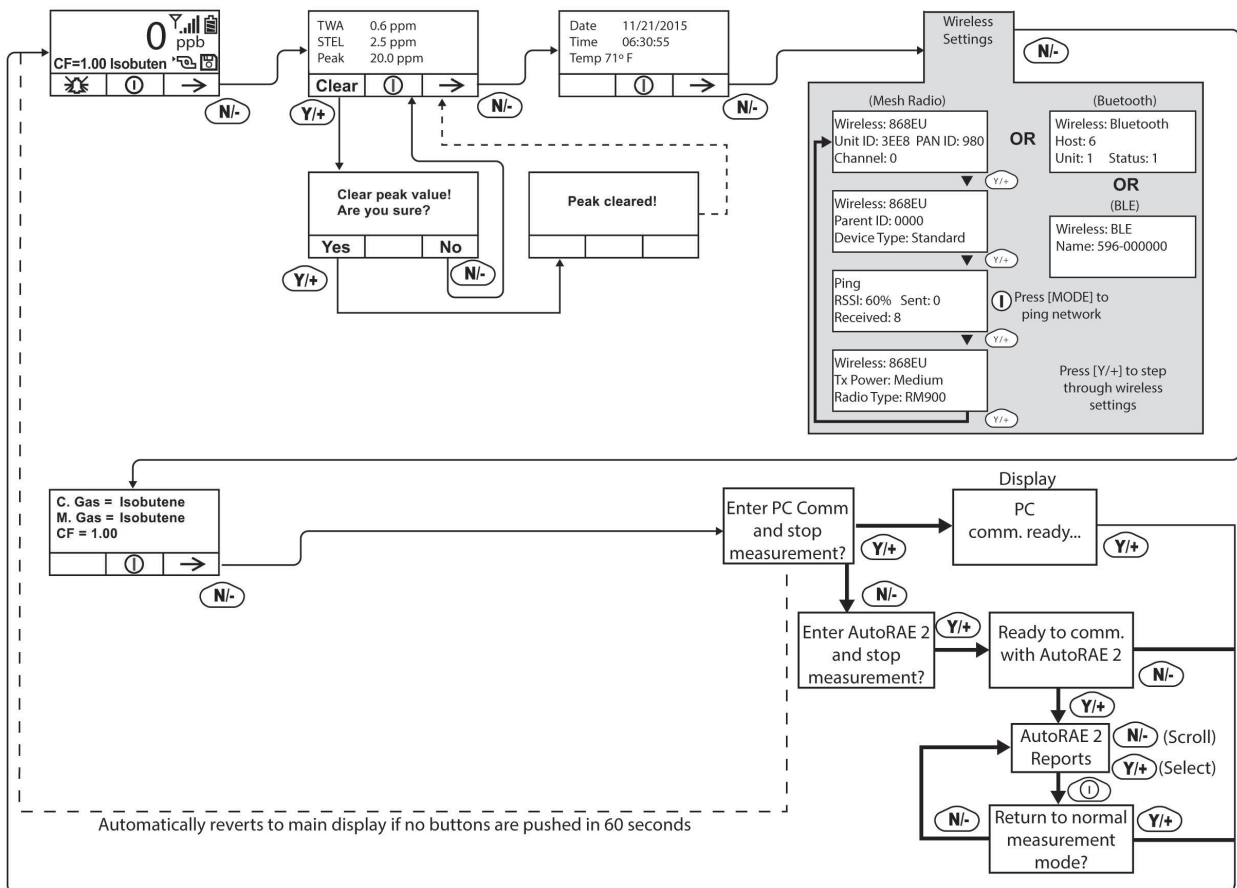 0
ppb
CF=1.00 Isobuten
N/-
TWA 0.6 ppm
STEL 2.5 ppm
Peak 20.0 ppm
Clear
Y/+
N/-
Date 11/21/2015
Time 06:30:55
Temp 71º F
N/-
Wireless
Settings
N/-
Clear peak value!
Are you sure?
Yes No
Y/+
N/-
Peak cleared!
(Mesh Radio)
Wireless: 868EU
Unit ID: 3EE8 PAN ID: 980
Channel: 0
Y/+
Wireless: 868EU
Parent ID: 0000
Device Type: Standard
Y/+
Ping
RSSI: 60% Sent: 0
Received: 8
Y/+
Wireless: 868EU
Tx Power: Medium
Radio Type: RM900
Y/+
OR
(Buetooth)
Wireless: Bluetooth
Host: 6
Unit: 1 Status: 1
OR
(BLE)
Wireless: BLE
Name: 596-000000
Press [MODE] to
ping network
Press [Y/+] to step
through wireless
settings
C. Gas = Isobutene
M. Gas = Isobutene
CF = 1.00
N/-
Enter PC Comm
and stop
measurement?
Y/+
N/-
Display
PC
comm. ready...
Y/+
Enter AutoRAE 2
and stop
measurement?
Y/+
Ready to comm.
with AutoRAE 2
N/-
Y/+
AutoRAE 2
Reports
N/- (Scroll)
Y/+ (Select)
Return to normal
measurement
mode?
N/-
Y/+
Automatically reverts to main display if no buttons are pushed in 60 seconds